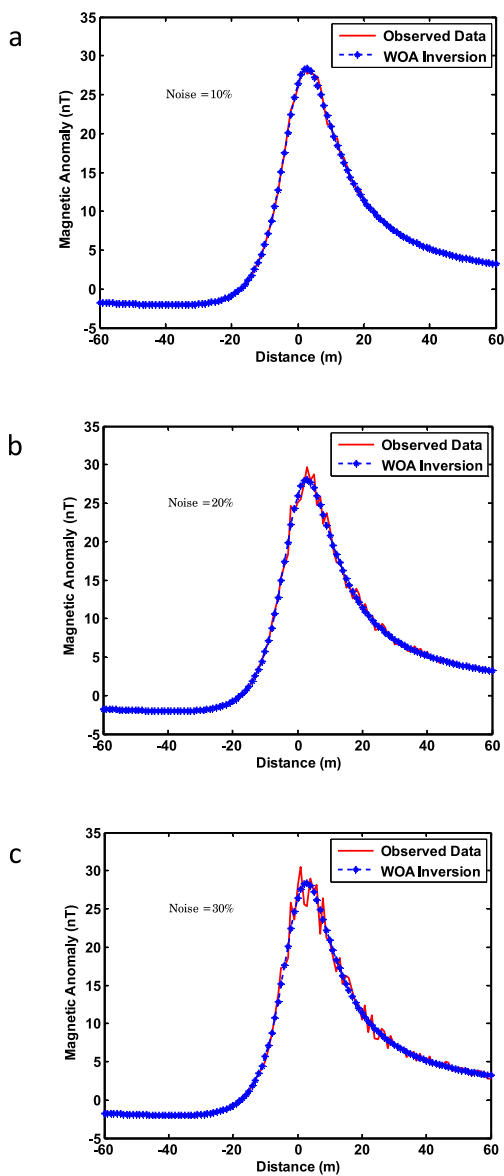 a
35
30
25
20
15
10
5
0
-5
Magnetic Anomaly (nT)
Observed Data
WOA Inversion
Noise =10%
-60 -40 -20 0 20 40 60
Distance (m)
b
35
30
25
20
15
10
5
0
-5
Magnetic Anomaly (nT)
Observed Data
WOA Inversion
Noise =20%
-60 -40 -20 0 20 40 60
Distance (m)
c
35
30
25
20
15
10
5
0
-5
Magnetic Anomaly (nT)
Observed Data
WOA Inversion
Noise =30%
-60 -40 -20 0 20 40 60
Distance (m)